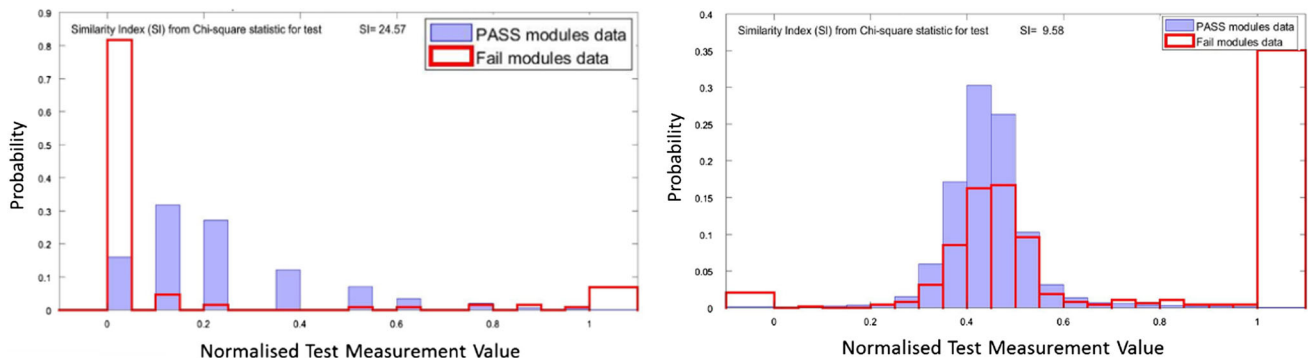 Similarity Index (SI) from Chi-square statistic for test SI= 24.57
PASS modules data
Fail modules data
0.9
0.8
0.7
0.6
0.5
0.4
0.3
0.2
0.1
0
Probability
0 0.2 0.4 0.6 0.8 1
Normalised Test Measurement Value
Similarity Index (SI) from Chi-square statistic for test SI= 9.58
PASS modules data
Fail modules data
0.4
0.35
0.3
0.25
0.2
0.15
0.1
0.05
0
Probability
0 0.2 0.4 0.6 0.8 1
Normalised Test Measurement Value